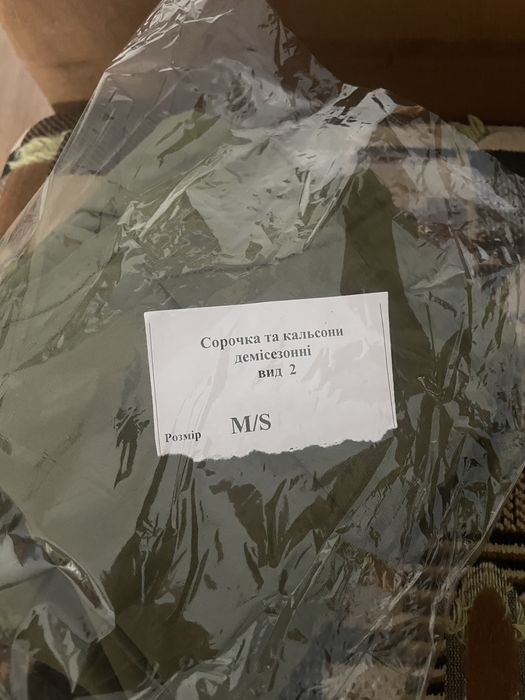 Сорочка та кальсони
демісезонні
вид 2
Розмір M/S